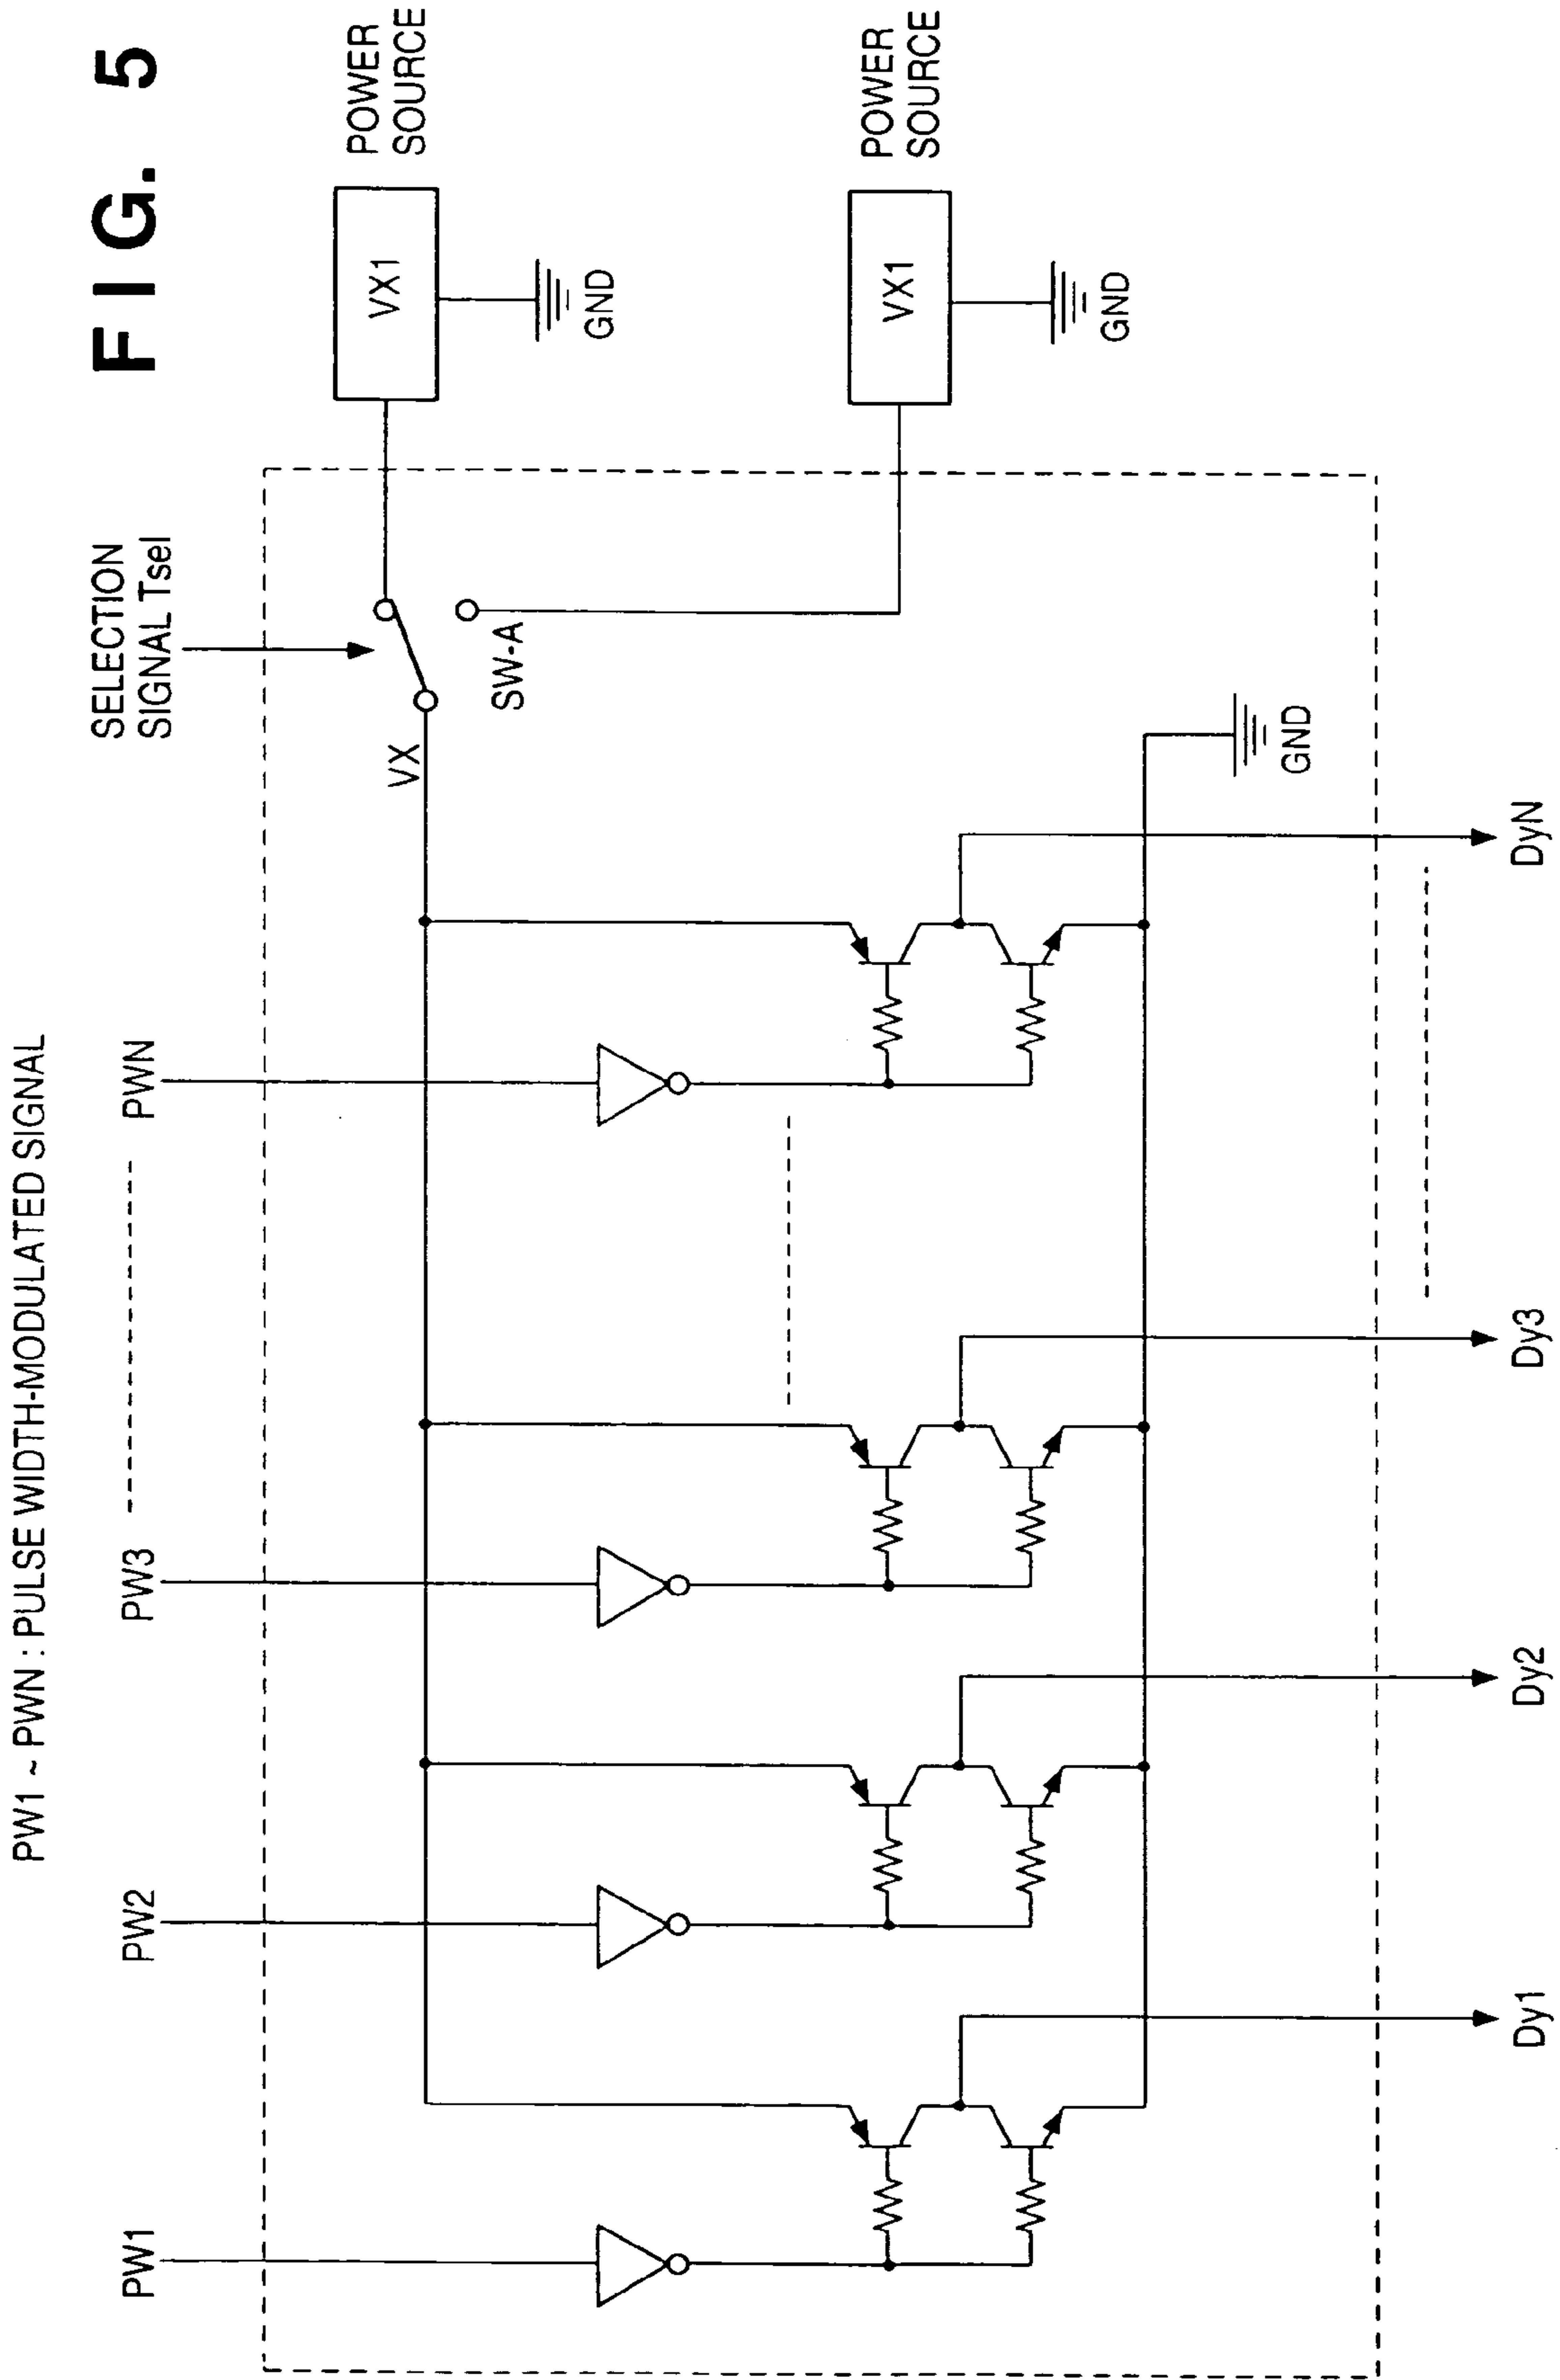 FIG. 5
PW1 ~ PWN : PULSE WIDTH-MODULATED SIGNAL
PW1
PW2
PW3
PWN
SELECTION
SIGNAL Tsel
POWER
SOURCE
VX1
GND
VX
SW-A
POWER
SOURCE
VX1
GND
GND
Dy1
Dy2
Dy3
DyN